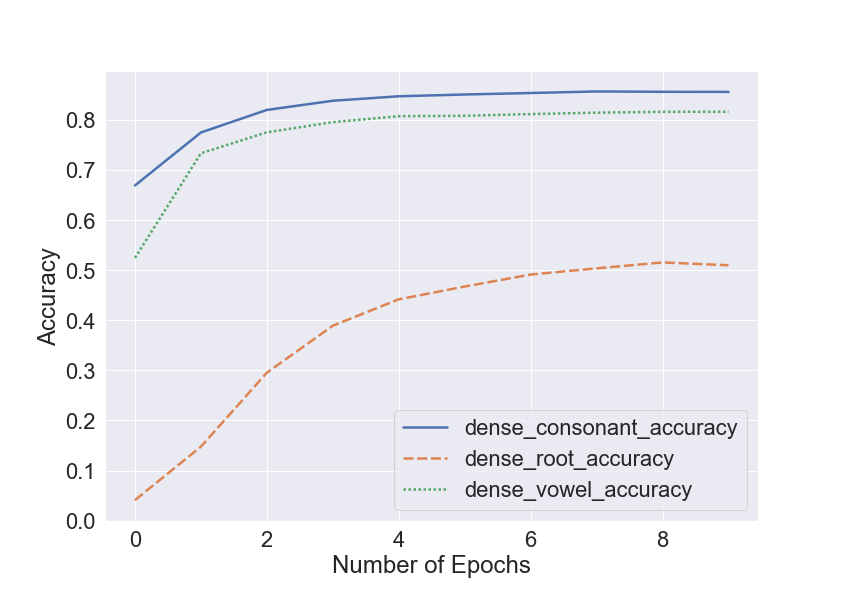 0.8
0.7
0.6
0.5
0.4
0.3
0.2
0.1
0.0
Accuracy
dense_consonant_accuracy
dense_root_accuracy
dense_vowel_accuracy
0 2 4 6 8
Number of Epochs